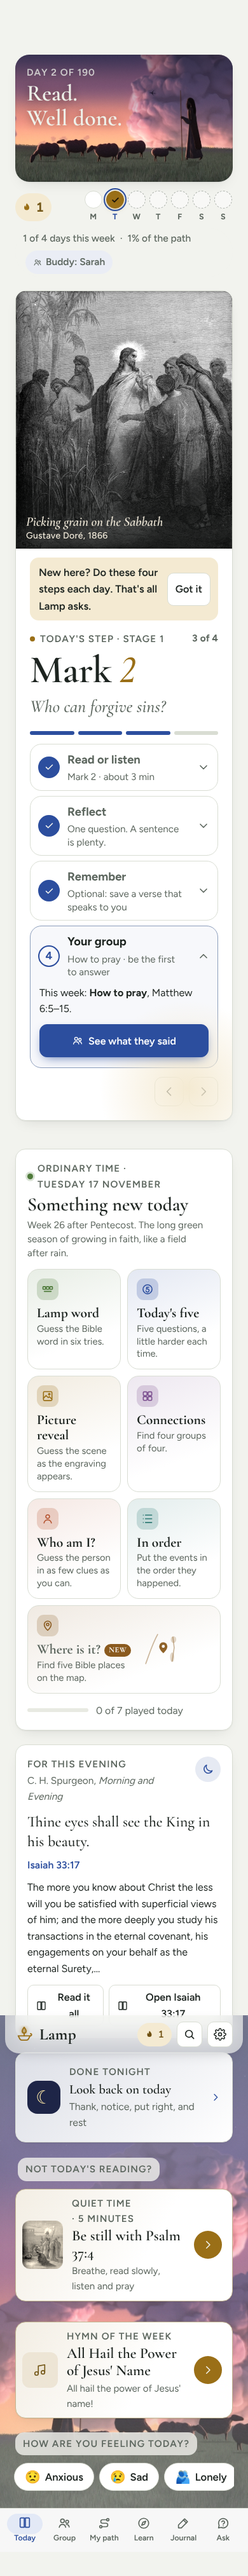 DAY 2 OF 190
Read.
Well done.
1
M T W T F S S
1 of 4 days this week · 1% of the path
Buddy: Sarah
Picking grain on the Sabbath
Gustave Doré, 1866
New here? Do these four
steps each day. That's all
Lamp asks.
Got it
TODAY'S STEP · STAGE 1
3 of 4
Mark 2
Who can forgive sins?
Read or listen
Mark 2 · about 3 min
Reflect
One question. A sentence
is plenty.
Remember
Optional: save a verse that
speaks to you
4
Your group
How to pray · be the first
to answer
This week: How to pray, Matthew
6:5–15.
See what they said
ORDINARY TIME ·
TUESDAY 17 NOVEMBER
Something new today
Week 26 after Pentecost. The long green
season of growing in faith, like a field
after rain.
Lamp word
Guess the Bible
word in six tries.
Today's five
Five questions, a
little harder each
time.
Picture
reveal
Guess the scene
as the engraving
appears.
Connections
Find four groups
of four.
Who am I?
Guess the person
in as few clues as
you can.
In order
Put the events in
the order they
happened.
Where is it? NEW
Find five Bible places
on the map.
0 of 7 played today
FOR THIS EVENING
C. H. Spurgeon, Morning and
Evening
Thine eyes shall see the King in
his beauty.
Isaiah 33:17
The more you know about Christ the less
will you be satisfied with superficial views
of him; and the more deeply you study his
transactions in the eternal covenant, his
engagements on your behalf as the
eternal Surety,...
Read it
all
Open Isaiah
33:17
Lamp
1
DONE TONIGHT
Look back on today
Thank, notice, put right, and
rest
NOT TODAY'S READING?
QUIET TIME
· 5 MINUTES
Be still with Psalm
37:4
Breathe, read slowly,
listen and pray
HYMN OF THE WEEK
All Hail the Power
of Jesus' Name
All hail the power of Jesus'
name!
HOW ARE YOU FEELING TODAY?
Anxious
Sad
Lonely
Today
Group
My path
Learn
Journal
Ask